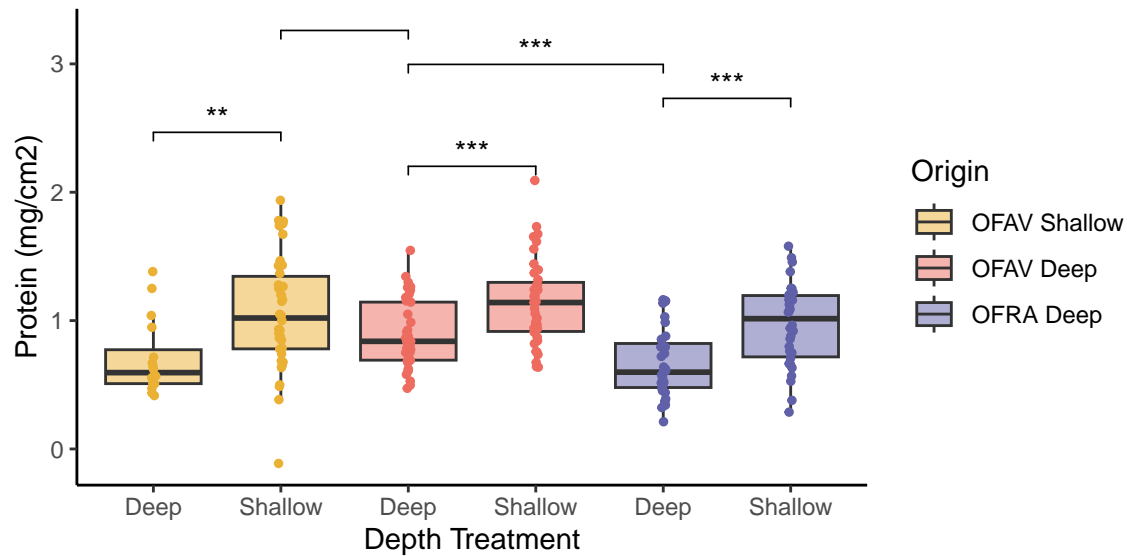 ***
3
***
**
***
2
1
0
Protein (mg/cm2)
Deep Shallow Deep Shallow Deep Shallow
Depth Treatment
Origin
OFAV Shallow
OFAV Deep
OFRA Deep